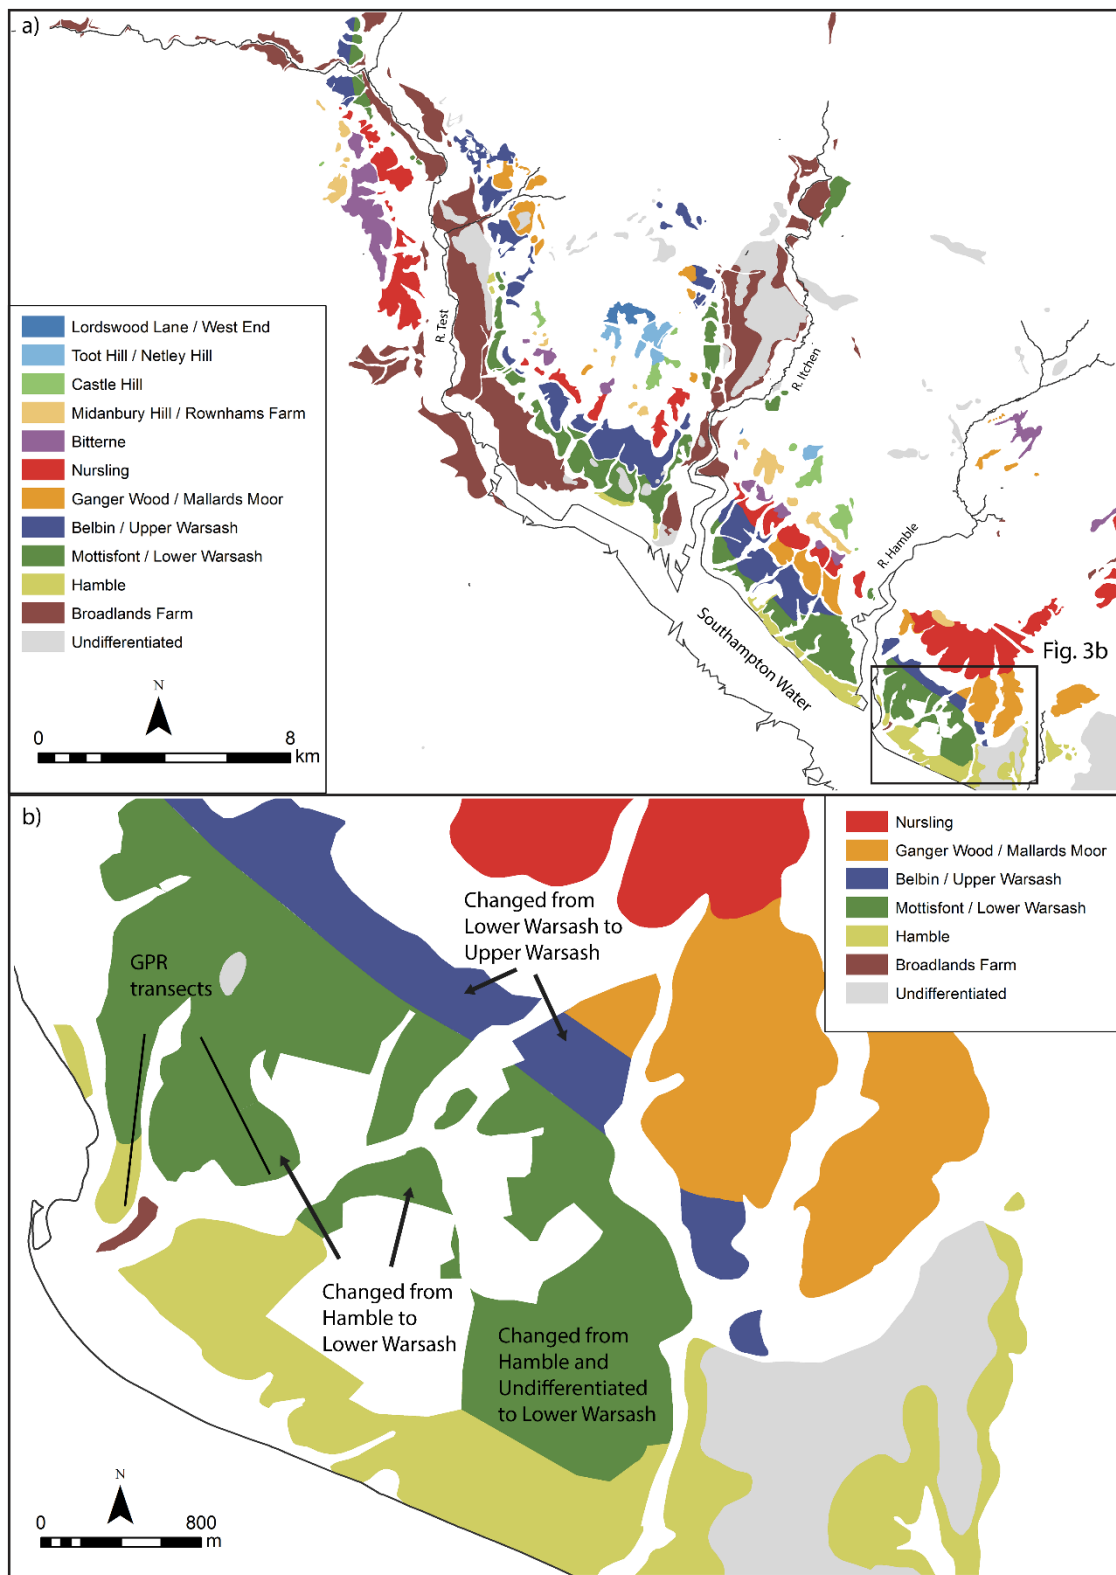 a)
R. Test
R. Itchen
R. Hamble
Southampton Water
Fig. 3b
Lordswood Lane / West End
Toot Hill / Netley Hill
Castle Hill
Midanbury Hill / Rownhams Farm
Bitterne
Nursling
Ganger Wood / Mallards Moor
Belbin / Upper Warsash
Mottisfont / Lower Warsash
Hamble
Broadlands Farm
Undifferentiated
N
0 8
km
b)
Nursling
Ganger Wood / Mallards Moor
Belbin / Upper Warsash
Mottisfont / Lower Warsash
Hamble
Broadlands Farm
Undifferentiated
Changed from
Lower Warsash to
Upper Warsash
GPR
transects
Changed from
Hamble to
Lower Warsash
Changed from
Hamble and
Undifferentiated
to Lower Warsash
N
0 800
m